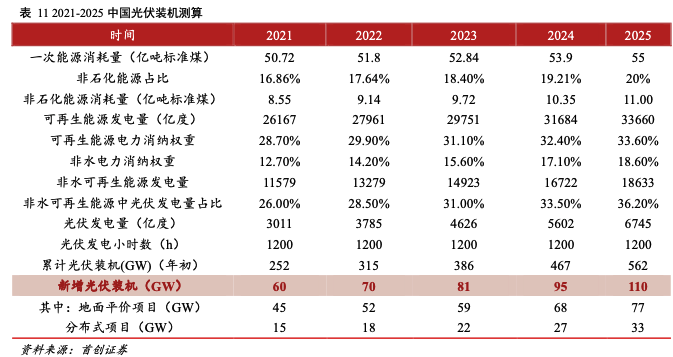 表 11 2021-2025 中国光伏装机测算
时间 2021 2022 2023 2024 2025
一次能源消耗量（亿吨标准煤） 50.72 51.8 52.84 53.9 55
非石化能源占比 16.86% 17.64% 18.40% 19.21% 20%
非石化能源消耗量（亿吨标准煤） 8.55 9.14 9.72 10.35 11.00
可再生能源发电量（亿度） 26167 27961 29751 31684 33660
可再生能源电力消纳权重 28.70% 29.90% 31.10% 32.40% 33.60%
非水电力消纳权重 12.70% 14.20% 15.60% 17.10% 18.60%
非水可再生能源发电量 11579 13279 14923 16722 18633
非水可再生能源中光伏发电量占比 26.00% 28.50% 31.00% 33.50% 36.20%
光伏发电量（亿度） 3011 3785 4626 5602 6745
光伏发电小时数（h） 1200 1200 1200 1200 1200
累计光伏装机(GW)（年初） 252 315 386 467 562
新增光伏装机（GW） 60 70 81 95 110
其中：地面平价项目（GW） 45 52 59 68 77
分布式项目（GW） 15 18 22 27 33
资料来源：首创证券